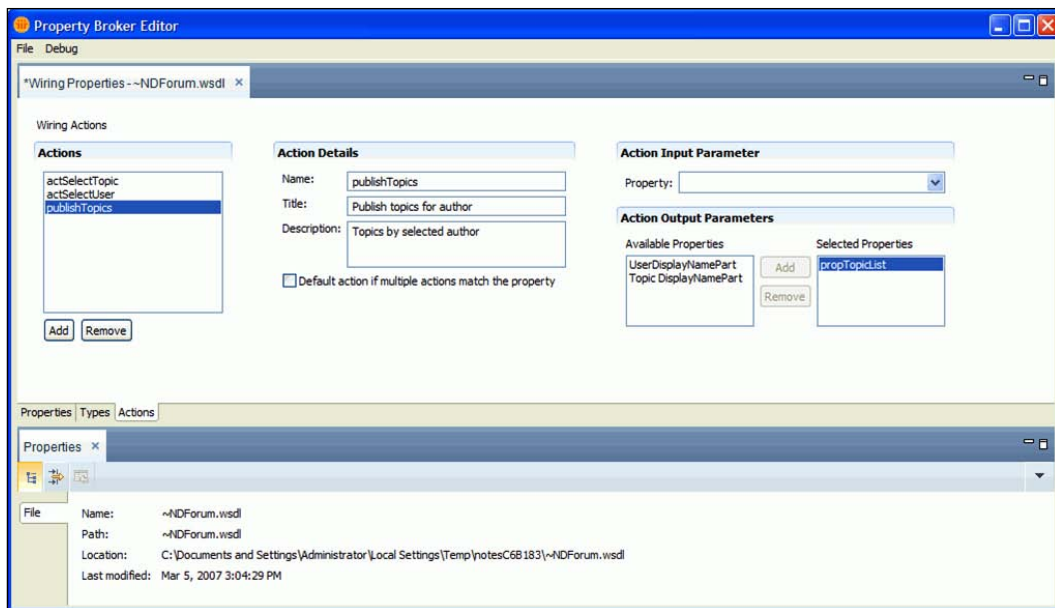 Property Broker Editor
File Debug
*Wiring Properties - ~NDForum.wsdl
Wiring Actions
Actions
actSelectTopic
actSelectUser
publishTopics
Add Remove
Action Details
Name: publishTopics
Title: Publish topics for author
Description: Topics by selected author
Default action if multiple actions match the property
Action Input Parameter
Property:
Action Output Parameters
Available Properties
UserDisplayNamePart
Topic DisplayNamePart
Add
Remove
Selected Properties
propTopicList
Properties Types Actions
Properties
File
Name: ~NDForum.wsdl
Path: ~NDForum.wsdl
Location: C:\Documents and Settings\Administrator\Local Settings\Temp\notesC6B183\~NDForum.wsdl
Last modified: Mar 5, 2007 3:04:29 PM